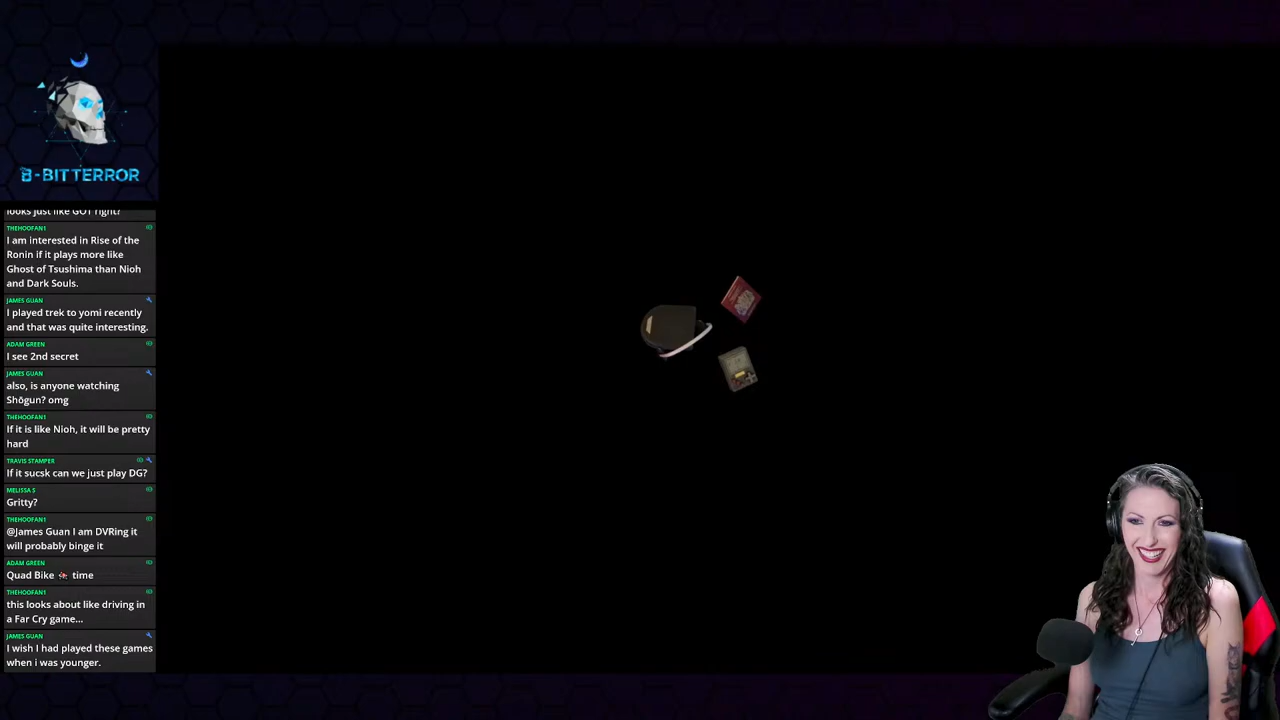 8-BITTERROR
looks just like GOT right?
THEHOOFAN1
I am interested in Rise of the
Ronin if it plays more like
Ghost of Tsushima than Nioh
and Dark Souls.
JAMES GUAN
I played trek to yomi recently
and that was quite interesting.
ADAM GREEN
I see 2nd secret
JAMES GUAN
also, is anyone watching
Shōgun? omg
THEHOOFAN1
If it is like Nioh, it will be pretty
hard
TRAVIS STAMPER
If it sucsk can we just play DG?
MELISSA S
Gritty?
THEHOOFAN1
@James Guan I am DVRing it
will probably binge it
ADAM GREEN
Quad Bike time
THEHOOFAN1
this looks about like driving in
a Far Cry game...
JAMES GUAN
I wish I had played these games
when i was younger.